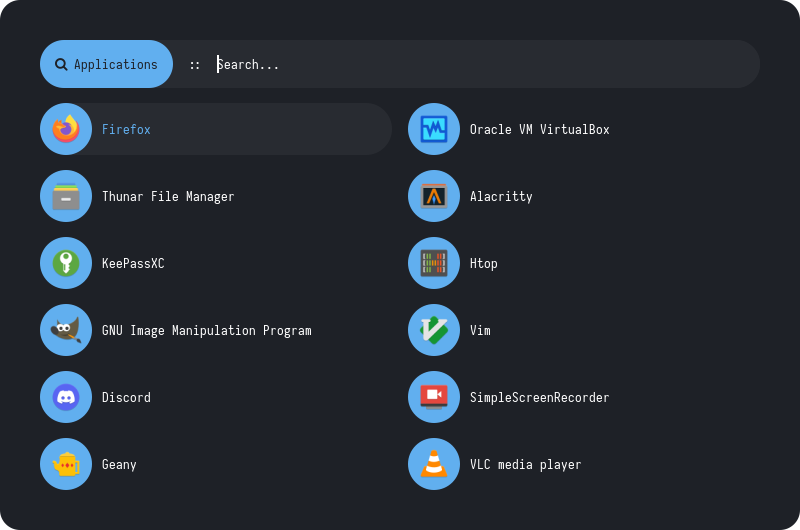 Applications :: Search...
Firefox
Oracle VM VirtualBox
Thunar File Manager
Alacritty
KeePassXC
Htop
GNU Image Manipulation Program
Vim
Discord
SimpleScreenRecorder
Geany
VLC media player